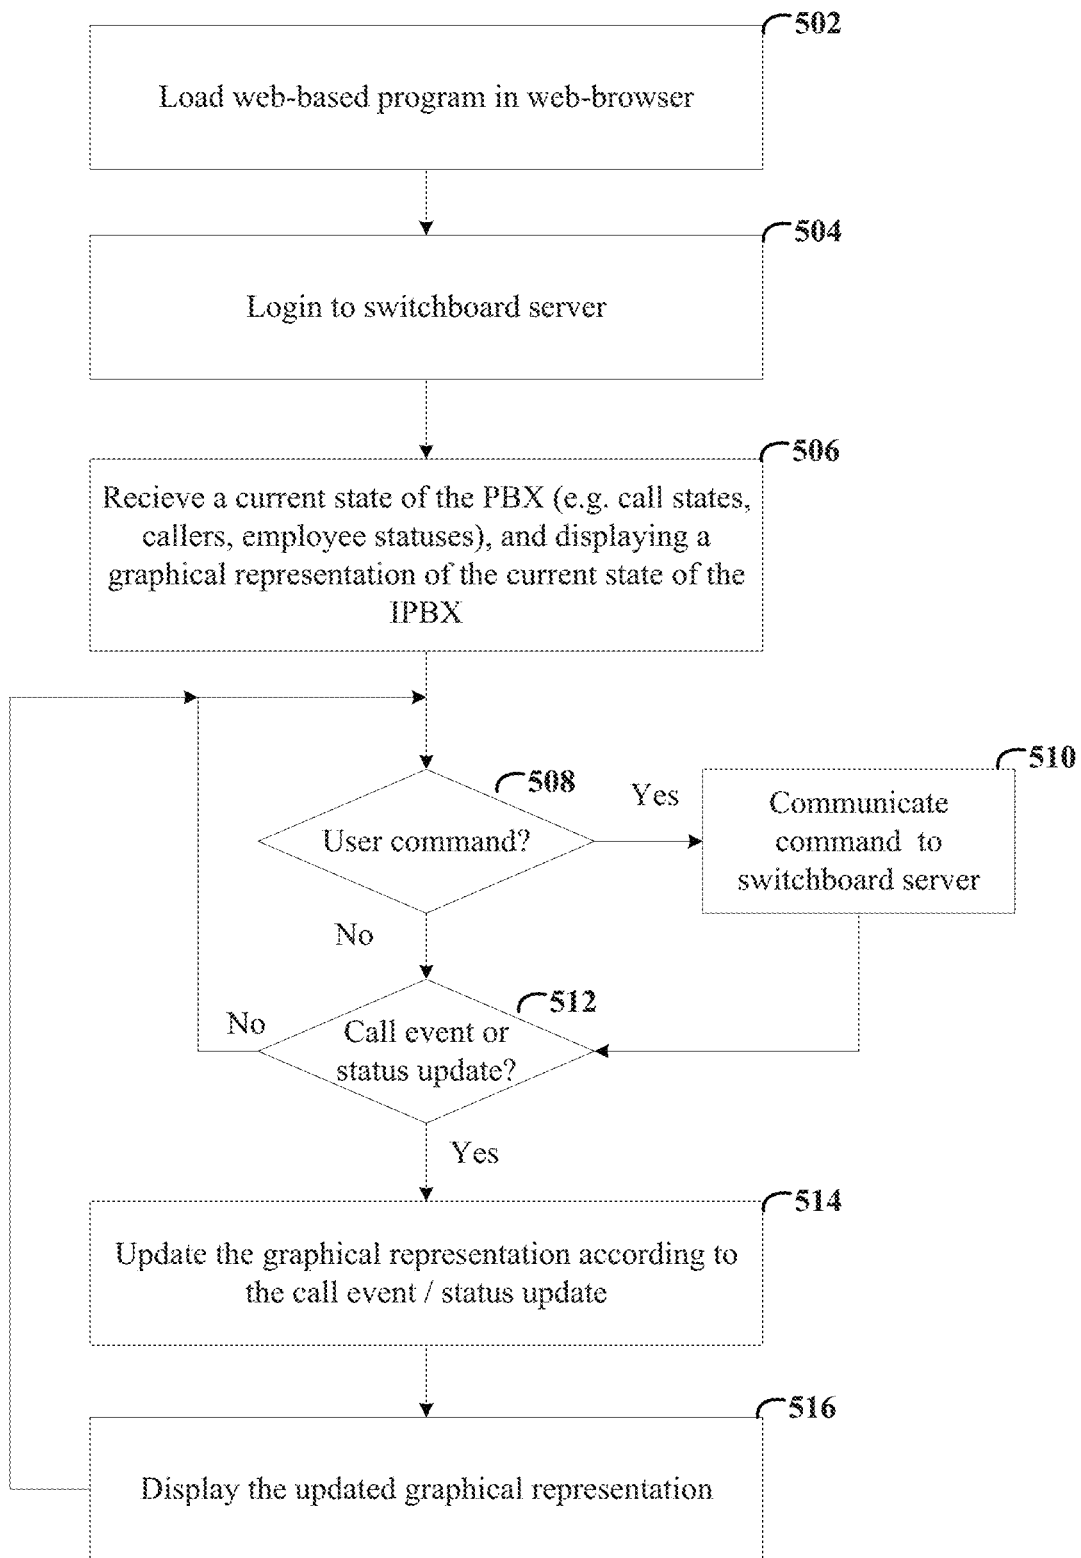 502
Load web-based program in web-browser
504
Login to switchboard server
506
Recieve a current state of the PBX (e.g. call states,
callers, employee statuses), and displaying a
graphical representation of the current state of the
IPBX
508
User command?
Yes
510
Communicate
command to
switchboard server
No
512
Call event or
status update?
No
Yes
514
Update the graphical representation according to
the call event / status update
516
Display the updated graphical representation